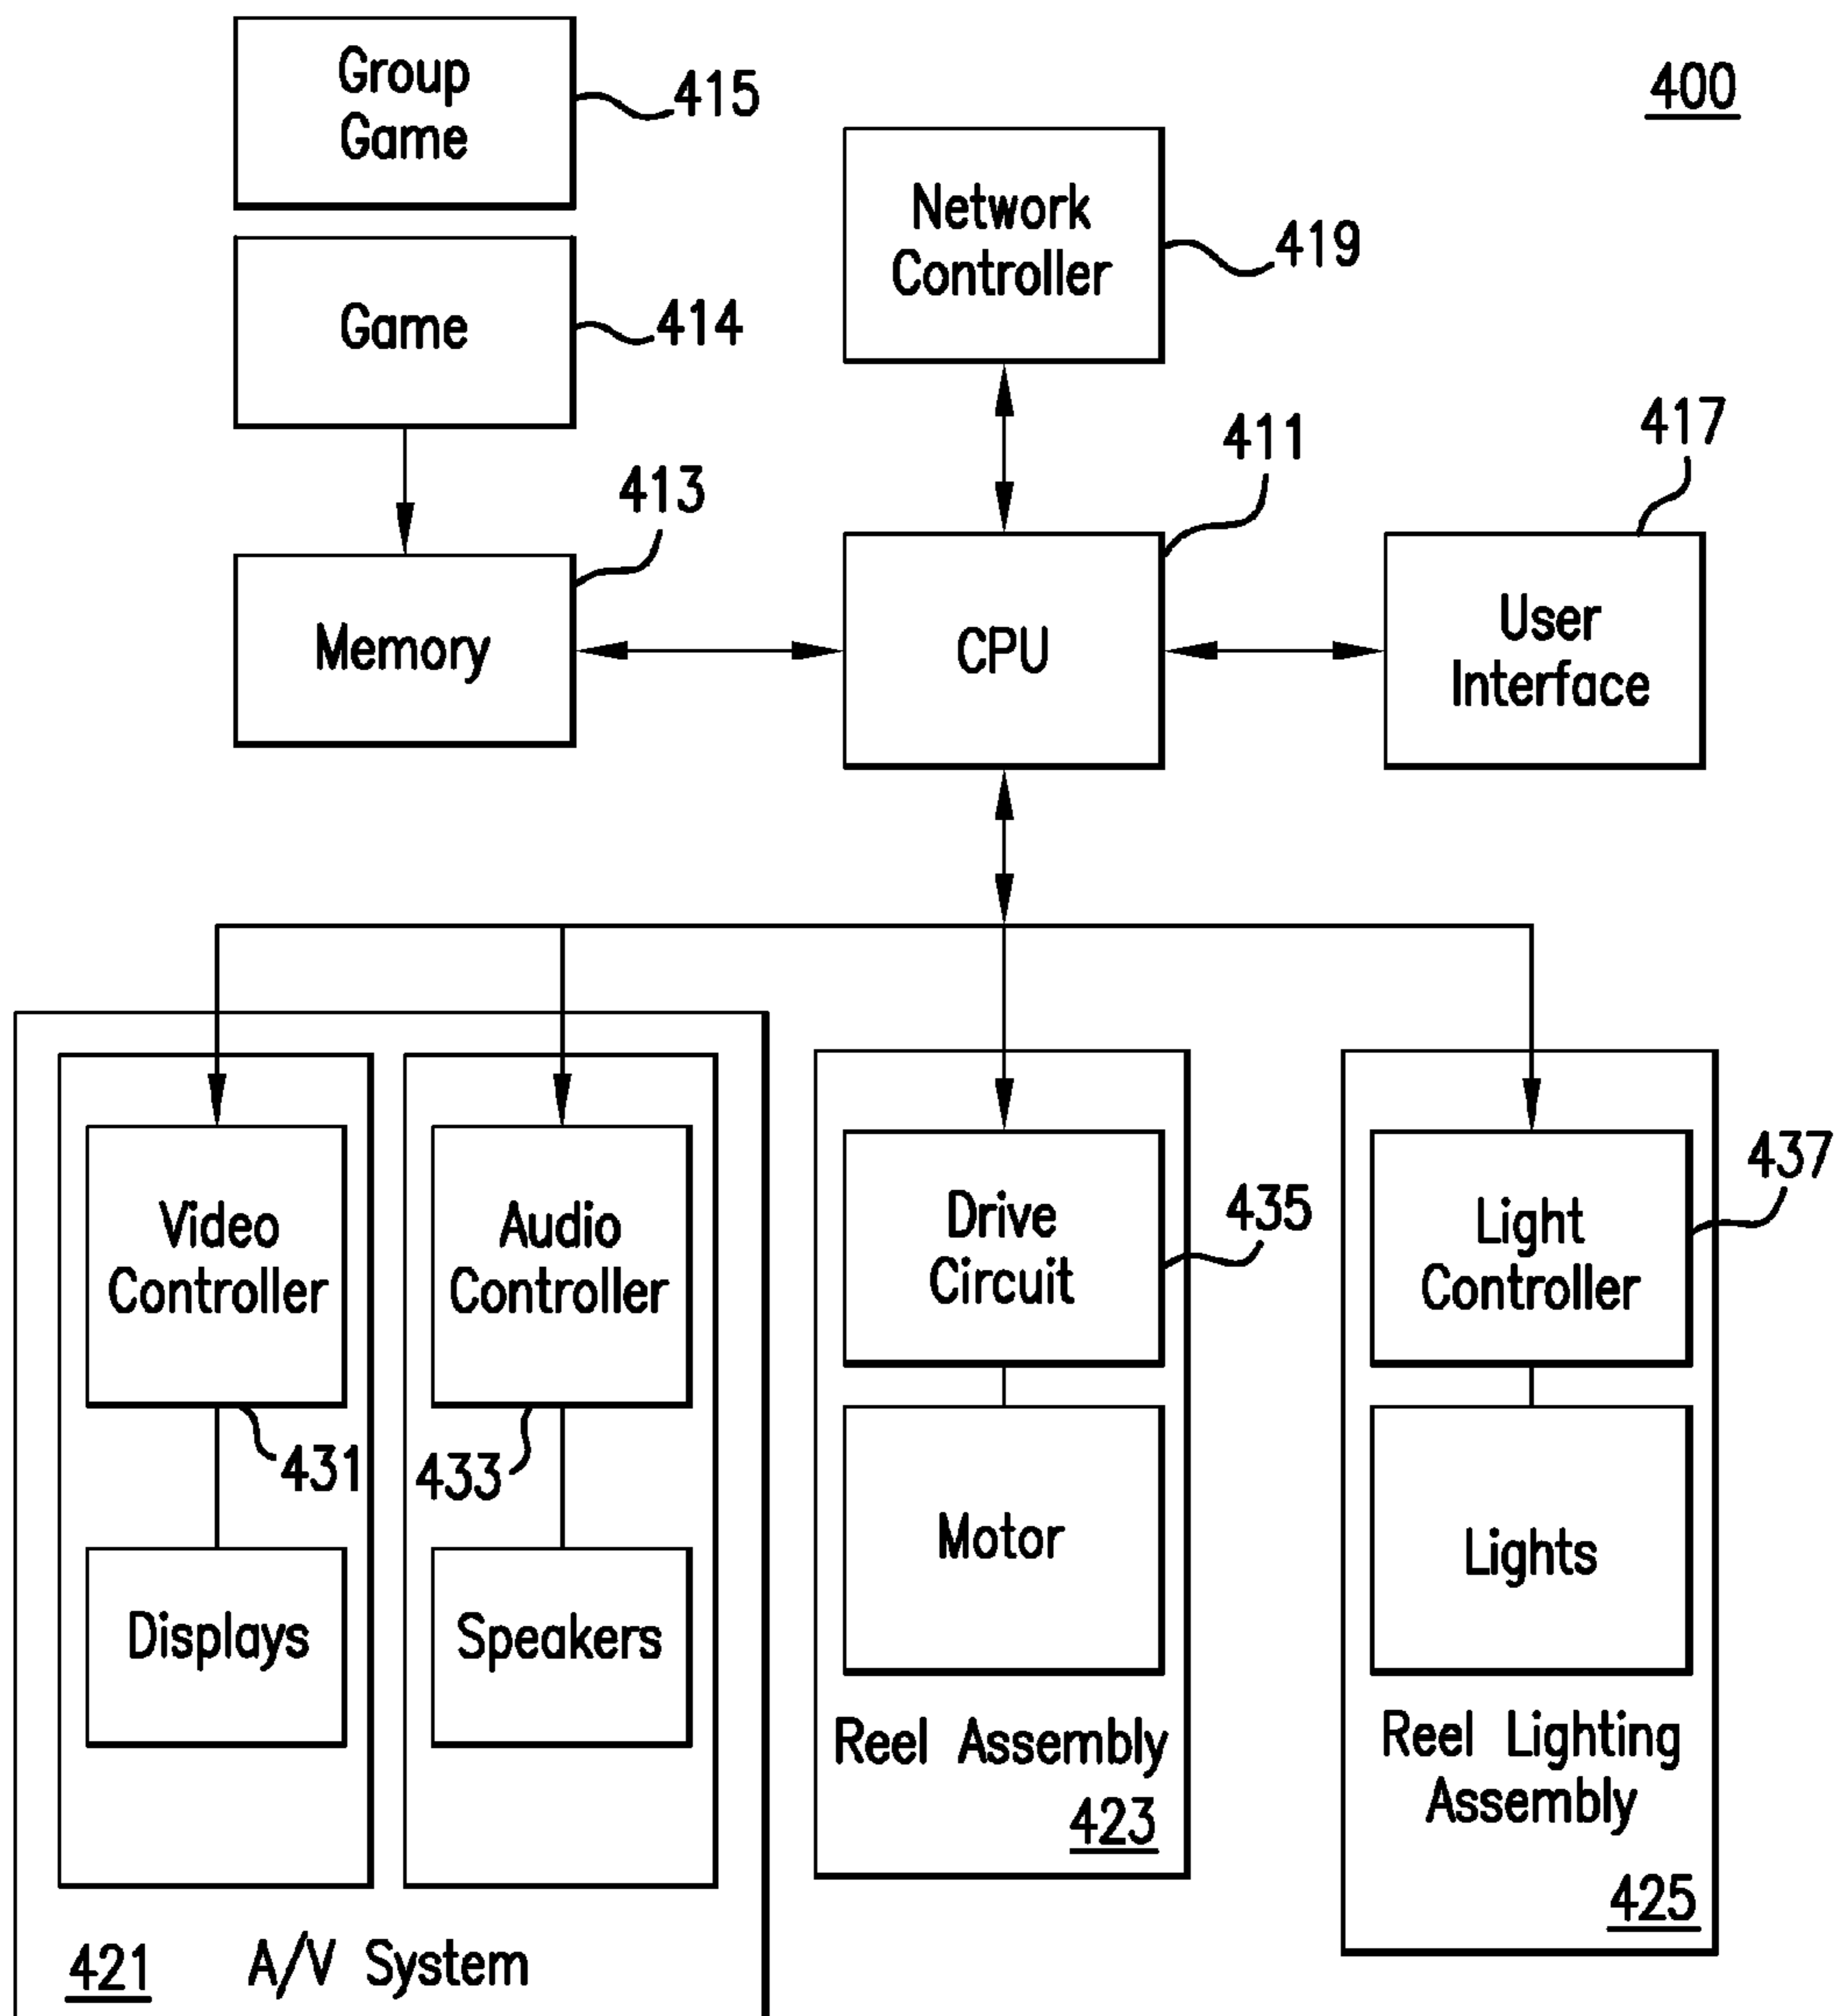 Group
Game
415
400
Network
Controller
419
Game
414
411
417
413
Memory
CPU
User
Interface
Video
Controller
Audio
Controller
Drive
Circuit
435
Light
Controller
437
431
433
Displays
Speakers
Motor
Lights
Reel Assembly
423
Reel Lighting
Assembly
425
421
A/V System